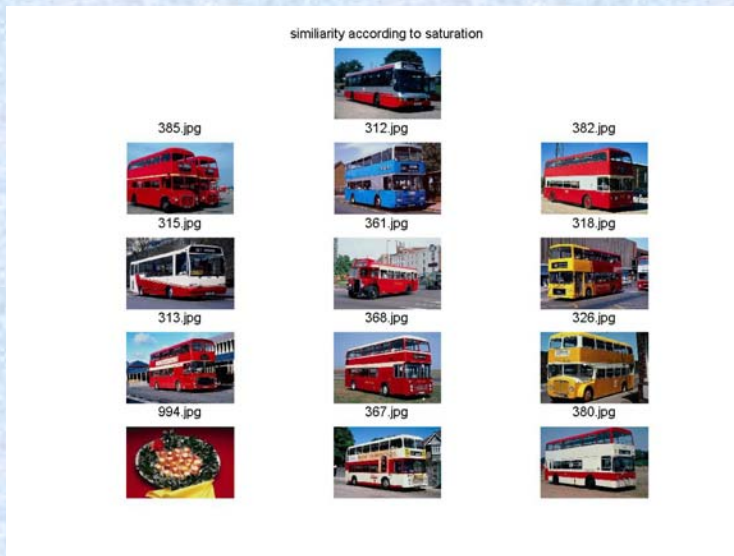 similiarity according to saturation
385.jpg 312.jpg 382.jpg
315.jpg 361.jpg 318.jpg
313.jpg 368.jpg 326.jpg
994.jpg 367.jpg 380.jpg